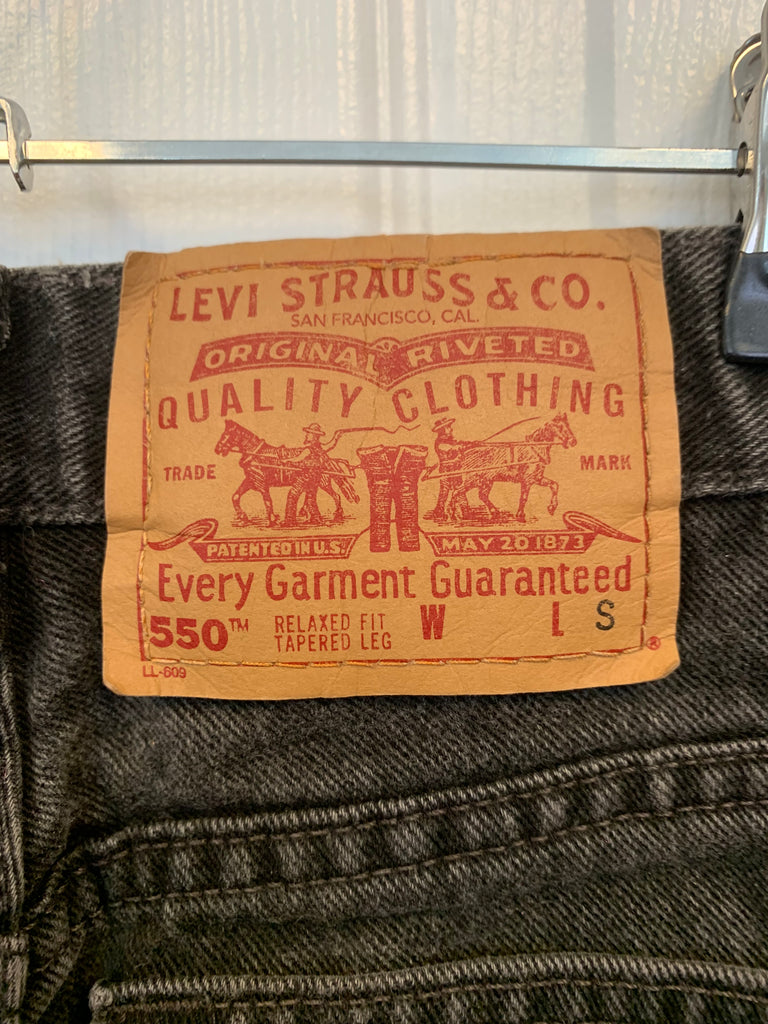 LEVI STRAUSS & CO.
SAN FRANCISCO, CAL.
ORIGINAL RIVETED
QUALITY CLOTHING
TRADE MARK
PATENTED IN U.S. MAY 20 1873
Every Garment Guaranteed
550™ RELAXED FIT W L S
TAPERED LEG
®
LL-609